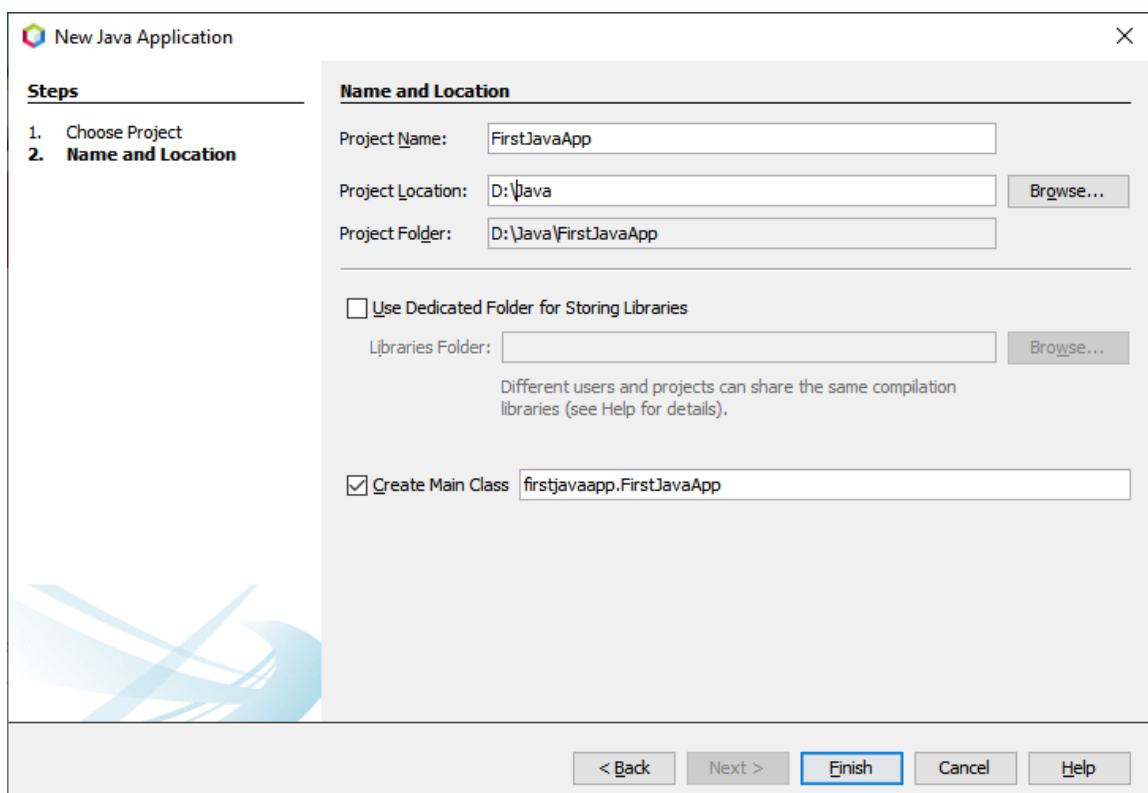 New Java Application
Steps
1. Choose Project
2. Name and Location
Name and Location
Project Name: FirstJavaApp
Project Location: D:\Java Browse...
Project Folder: D:\Java\FirstJavaApp
Use Dedicated Folder for Storing Libraries
Libraries Folder: Browse...
Different users and projects can share the same compilation
libraries (see Help for details).
Create Main Class firstjavaapp.FirstJavaApp
< Back Next > Finish Cancel Help